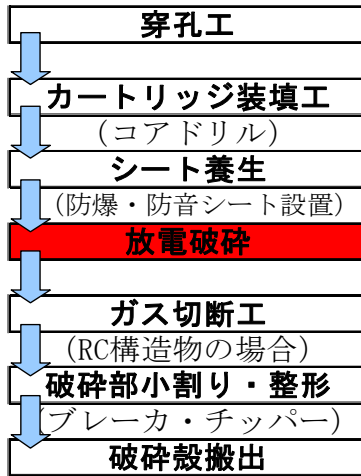 穿孔工
カートリッジ装填工
(コアドリル)
シート養生
(防爆・防音シート設置)
放電破砕
ガス切断工
(RC構造物の場合)
破砕部小割り・整形
(ブレーカ・チッパー)
破砕殻搬出